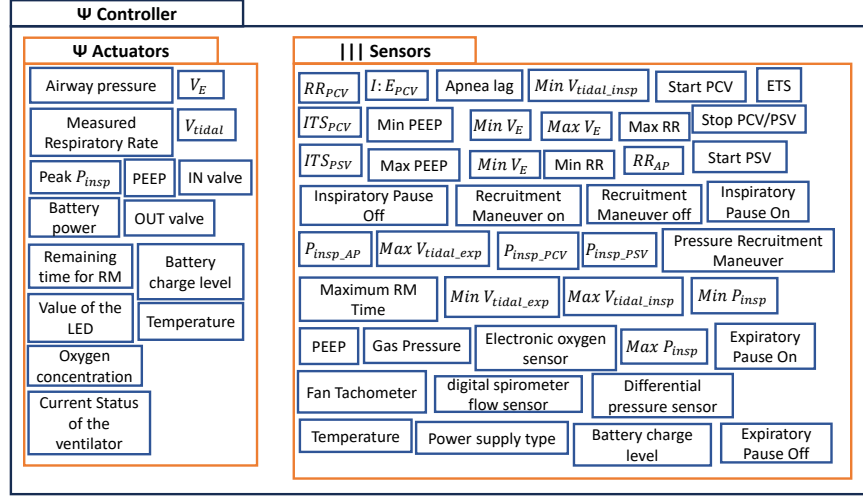 Ψ Controller
Ψ Actuators
Airway pressure
V_E
Measured
Respiratory Rate
V_tidal
Peak P_insp
PEEP
IN valve
Battery
power
OUT valve
Remaining
time for RM
Battery
charge level
Value of the
LED
Temperature
Oxygen
concentration
Current Status
of the
ventilator
||| Sensors
RR_PCV
I: E_PCV
Apnea lag
Min V_tidal_insp
Start PCV
ETS
ITS_PCV
Min PEEP
Min V_E
Max V_E
Max RR
Stop PCV/PSV
ITS_PSV
Max PEEP
Min V_E
Min RR
RR_AP
Start PSV
Inspiratory Pause
Off
Recruitment
Maneuver on
Recruitment
Maneuver off
Inspiratory
Pause On
P_insp_AP
Max V_tidal_exp
P_insp_PCV
P_insp_PSV
Pressure Recruitment
Maneuver
Maximum RM
Time
Min V_tidal_exp
Max V_tidal_insp
Min P_insp
PEEP
Gas Pressure
Electronic oxygen
sensor
Max P_insp
Expiratory
Pause On
Fan Tachometer
digital spirometer
flow sensor
Differential
pressure sensor
Temperature
Power supply type
Battery charge
level
Expiratory
Pause Off